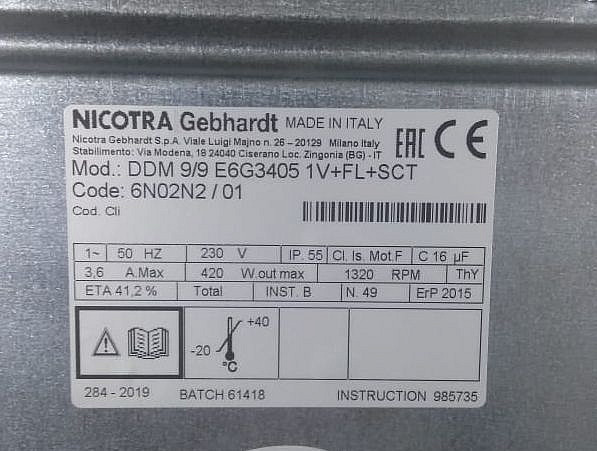 NICOTRA Gebhardt MADE IN ITALY
Nicotra Gebhardt S.p.A. Viale Luigi Majno n. 26 - 20129 Milano Italy
Stabilimento: Via Modena, 18 24040 Ciserano Loc. Zingonia (BG) - IT
EAC CE
Mod.: DDM 9/9 E6G3405 1V+FL+SCT
Code: 6N02N2 / 01
Cod. Cli
1~ 50 HZ 230 V IP. 55 Cl. Is. Mot.F C 16 µF
3,6 A.Max 420 W.out max 1320 RPM ThY
ETA 41,2 % Total INST. B N. 49 ErP 2015
-20 +40
°C
284 - 2019 BATCH 61418 INSTRUCTION 985735